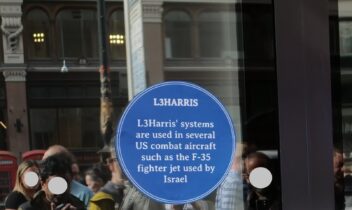 L3HARRIS
L3Harris' systems
are used in several
US combat aircraft
such as the F-35
fighter jet used by
Israel